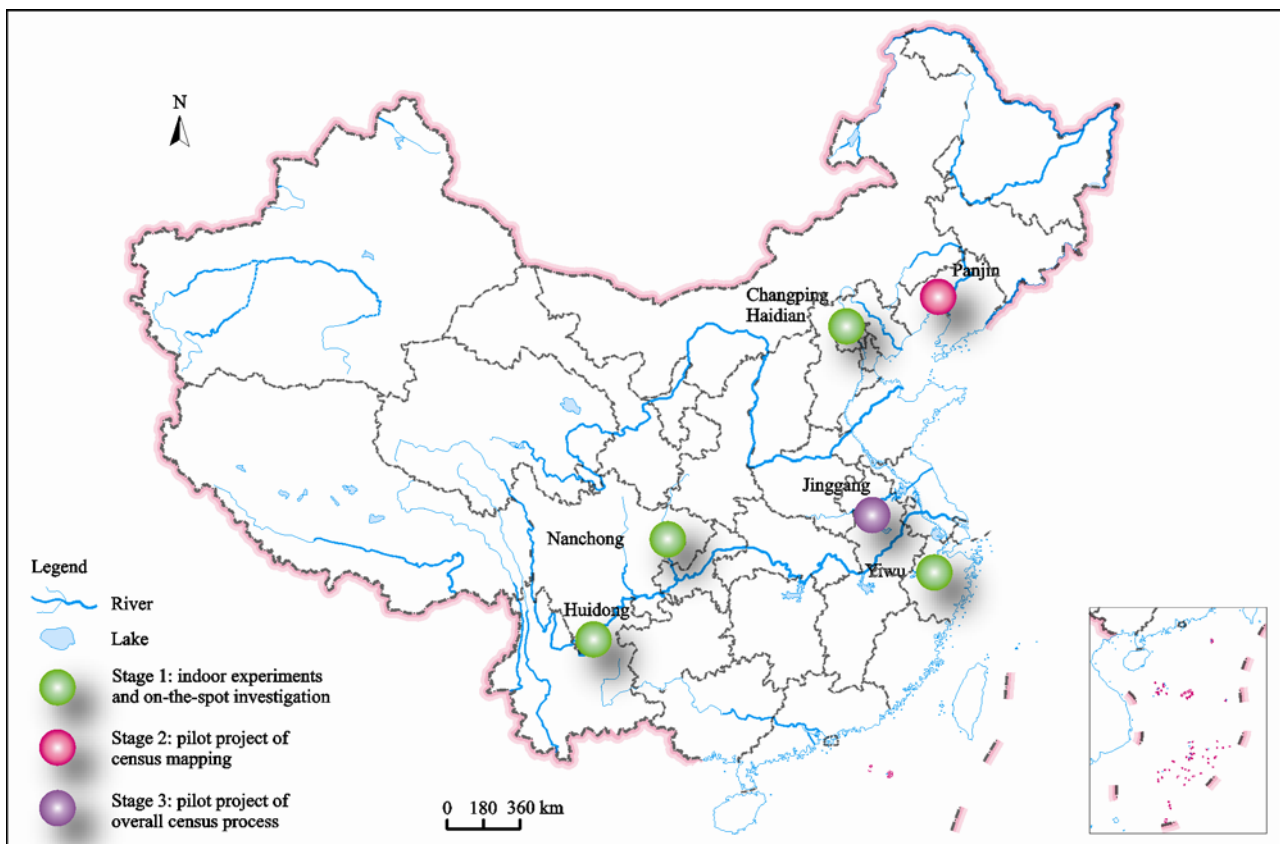 N
Panjin
Changping
Haidian
Jinggang
Nanchong
Yiwu
Huidong
Legend
River
Lake
Stage 1: indoor experiments
and on-the-spot investigation
Stage 2: pilot project of
census mapping
Stage 3: pilot project of
overall census process
0 180 360 km